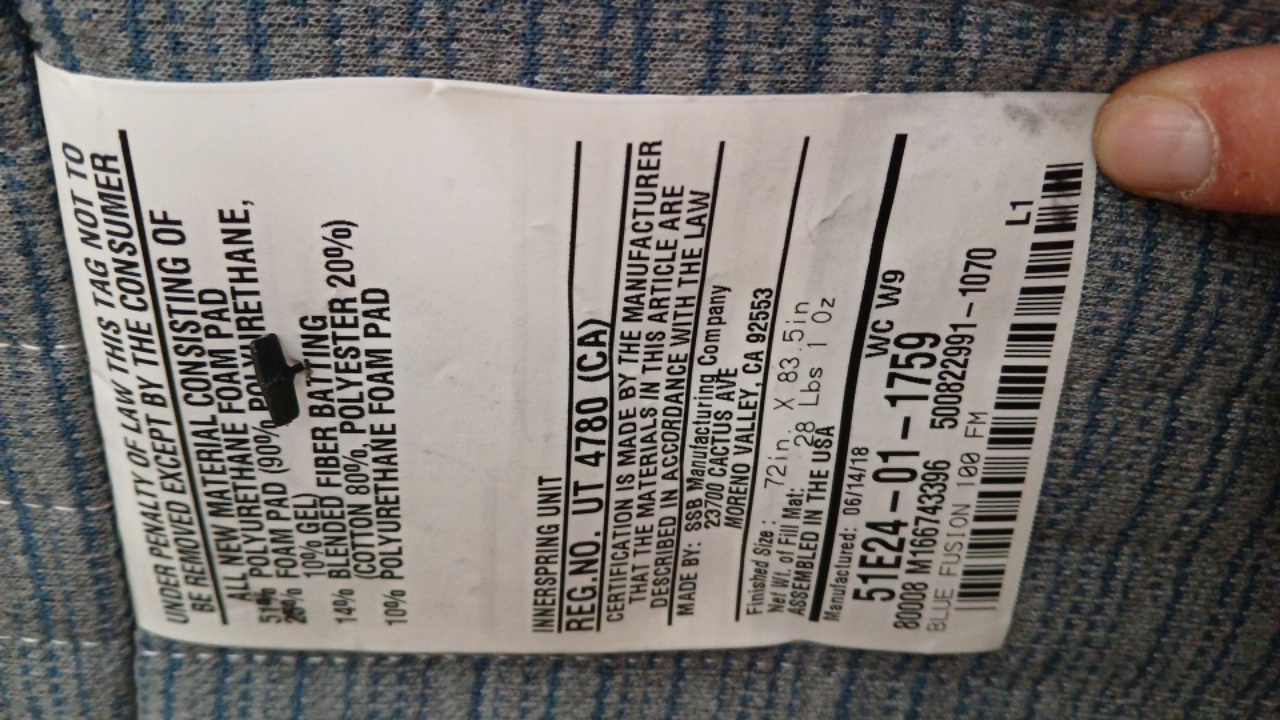 UNDER PENALTY OF LAW THIS TAG NOT TO
BE REMOVED EXCEPT BY THE CONSUMER
ALL NEW MATERIAL CONSISTING OF
51% POLYURETHANE FOAM PAD
FOAM PAD (90% POLYURETHANE,
10% GEL)
14% BLENDED FIBER BATTING
(COTTON 80%, POLYESTER 20%)
10% POLYURETHANE FOAM PAD
INNERSPRING UNIT
REG.NO. UT 4780 (CA)
CERTIFICATION IS MADE BY THE MANUFACTURER
THAT THE MATERIALS IN THIS ARTICLE ARE
DESCRIBED IN ACCORDANCE WITH THE LAW
MADE BY: SSB Manufacturing Company
23700 CACTUS AVE
MORENO VALLEY, CA 92553
Finished Size: 72in. X 83.5in
Net Wt. of Fill Mat: 28 Lbs 1 Oz
ASSEMBLED IN THE USA
Manufactured: 06/14/18 WC W9
51E24-01-1759
80008 M1667433396 500822991-1070
BLUE FUSION 100 FM L1